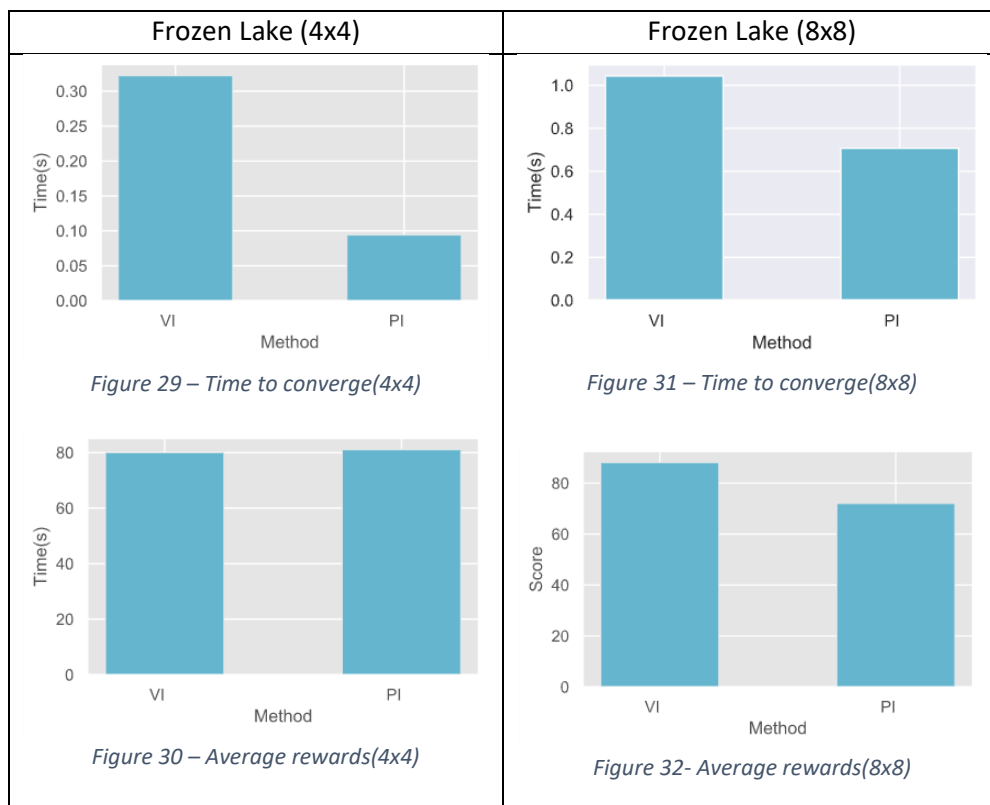 Frozen Lake (4x4)
Frozen Lake (8x8)
0.30
0.25
0.20
0.15
0.10
0.05
0.00
Time(s)
VI
PI
Method
Figure 29 – Time to converge(4x4)
1.0
0.8
0.6
0.4
0.2
0.0
Time(s)
VI
PI
Method
Figure 31 – Time to converge(8x8)
80
60
40
20
0
Time(s)
VI
PI
Method
Figure 30 – Average rewards(4x4)
80
60
40
20
0
Score
VI
PI
Method
Figure 32- Average rewards(8x8)